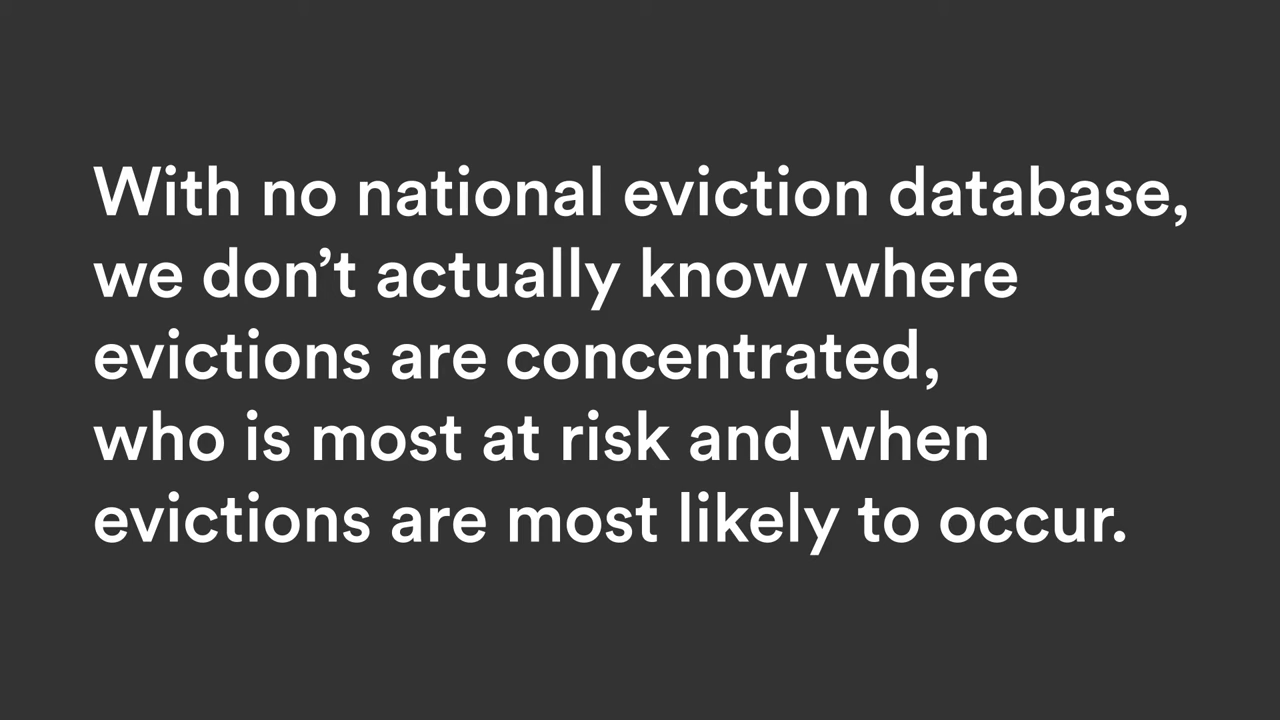 With no national eviction database,
we don’t actually know where
evictions are concentrated,
who is most at risk and when
evictions are most likely to occur.